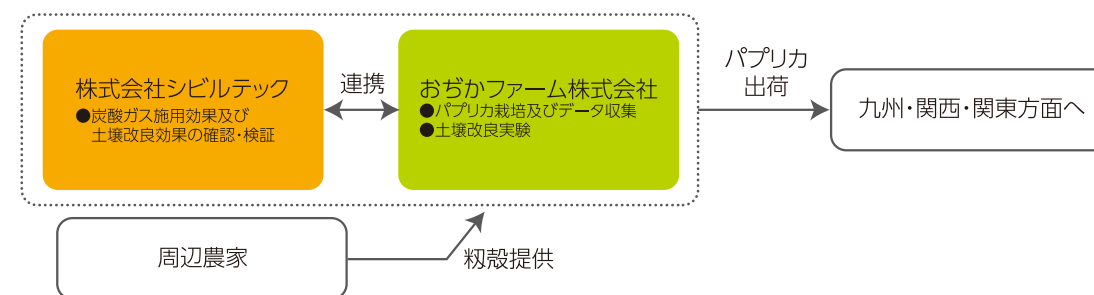 株式会社シビルテック
●炭酸ガス施用効果及び
土壌改良効果の確認・検証
連携
おぢかファーム株式会社
●パプリカ栽培及びデータ収集
●土壌改良実験
パプリカ
出荷
九州・関西・関東方面へ
周辺農家
籾殻提供